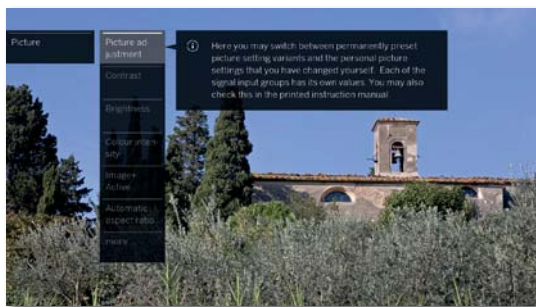 Picture
Picture ad
justment
Here you may switch between permanently preset
picture setting variants and the personal picture
settings that you have changed yourself. Each of the
signal input groups has its own values. You may also
check this in the printed instruction manual.
Contrast
Brightness
Colour inten-
sity
Image+
Active
Automatic
aspect ratio
more